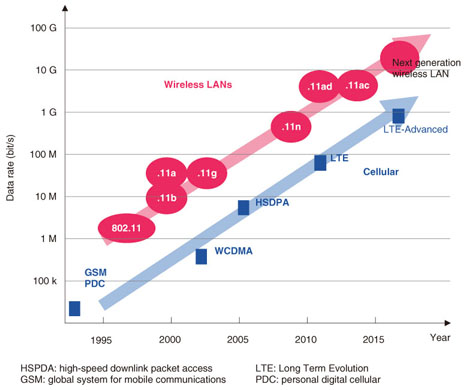 100 G
10 G
1 G
100 M
10 M
1 M
100 k
Data rate (bit/s)
Wireless LANs
Next generation
wireless LAN
.11ad
.11ac
.11n
LTE-Advanced
LTE
Cellular
.11a
.11g
.11b
HSDPA
802.11
WCDMA
GSM
PDC
1995
2000
2005
2010
2015
Year
HSPDA: high-speed downlink packet access
GSM: global system for mobile communications
LTE: Long Term Evolution
PDC: personal digital cellular